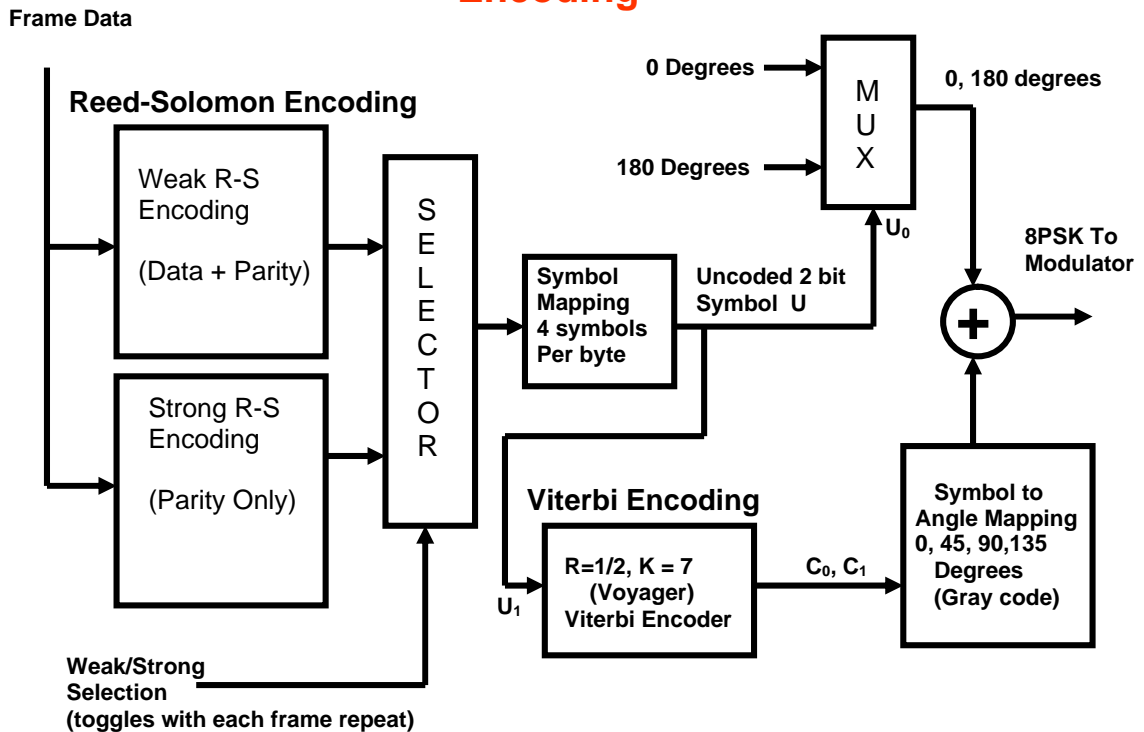 Encoding
Frame Data
Reed-Solomon Encoding
Weak R-S
Encoding
(Data + Parity)
Strong R-S
Encoding
(Parity Only)
S
E
L
E
C
T
O
R
Weak/Strong
Selection
(toggles with each frame repeat)
Symbol
Mapping
4 symbols
Per byte
Uncoded 2 bit
Symbol U
0 Degrees
180 Degrees
M
U
X
U₀
0, 180 degrees
8PSK To
Modulator
+
Viterbi Encoding
U₁
R=1/2, K = 7
(Voyager)
Viterbi Encoder
C₀, C₁
Symbol to
Angle Mapping
0, 45, 90,135
Degrees
(Gray code)